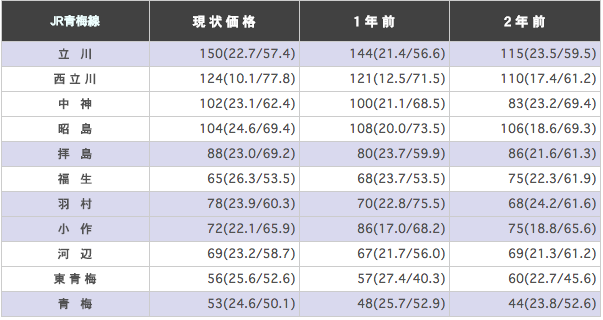 JR青梅線 現状価格 1年前 2年前
立川 150(22.7/57.4) 144(21.4/56.6) 115(23.5/59.5)
西立川 124(10.1/77.8) 121(12.5/71.5) 110(17.4/61.2)
中神 102(23.1/62.4) 100(21.1/68.5) 83(23.2/69.4)
昭島 104(24.6/69.4) 108(20.0/73.5) 106(18.6/69.3)
拝島 88(23.0/69.2) 80(23.7/59.9) 86(21.6/61.3)
福生 65(26.3/53.5) 68(23.7/53.5) 75(22.3/61.9)
羽村 78(23.9/60.3) 70(22.8/75.5) 68(24.2/61.6)
小作 72(22.1/65.9) 86(17.0/68.2) 75(18.8/65.6)
河辺 69(23.2/58.7) 67(21.7/56.0) 69(21.3/61.2)
東青梅 56(25.6/52.6) 57(27.4/40.3) 60(22.7/45.6)
青梅 53(24.6/50.1) 48(25.7/52.9) 44(23.8/52.6)